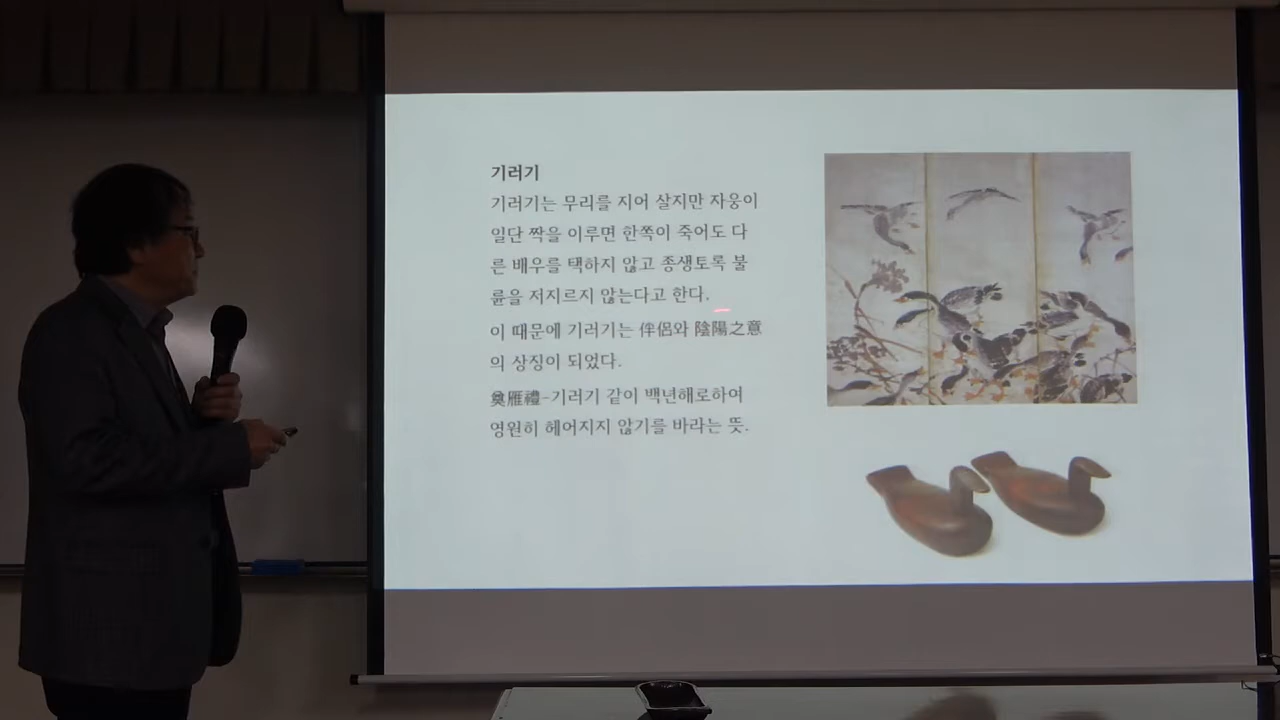 기러기
기러기는 무리를 지어 살지만 자웅이
일단 짝을 이루면 한쪽이 죽어도 다
른 배우를 택하지 않고 종생토록 불
륜을 저지르지 않는다고 한다.
이 때문에 기러기는 伴侶와 陰陽之意
의 상징이 되었다.
奠雁禮-기러기 같이 백년해로하여
영원히 헤어지지 않기를 바라는 뜻.